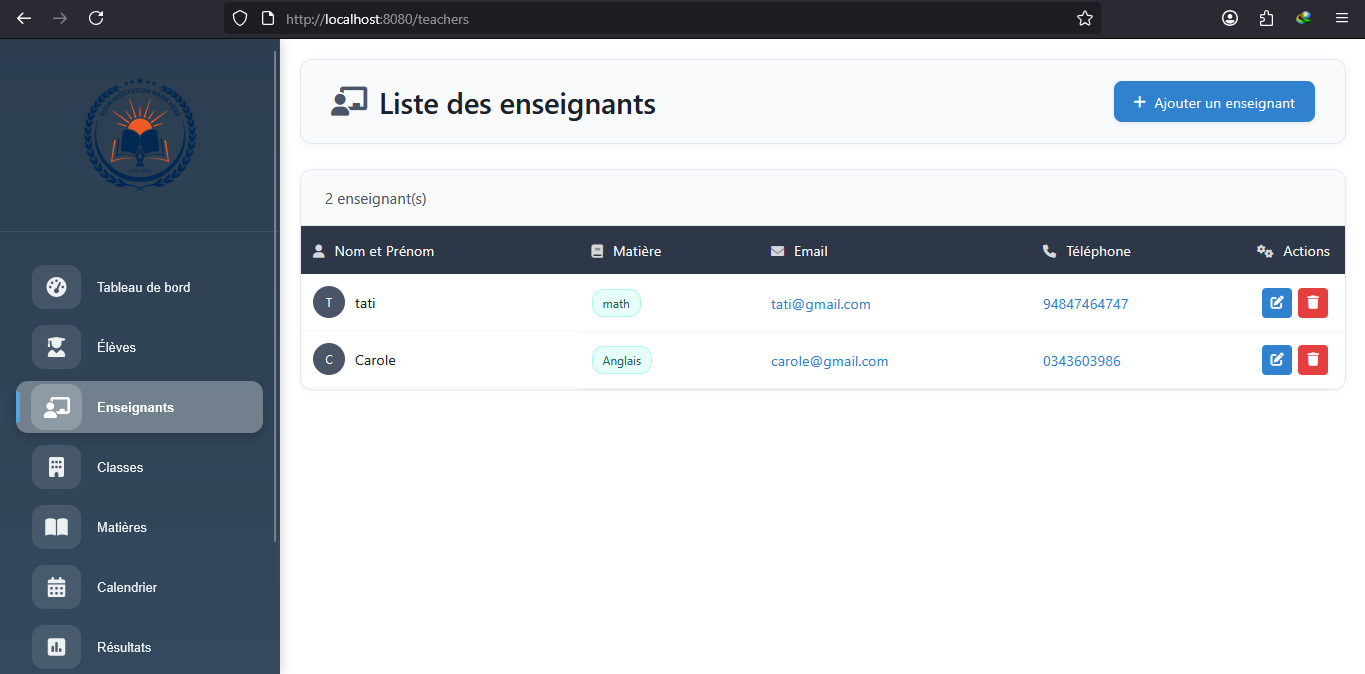 http://localhost:8080/teachers
Tableau de bord
Élèves
Enseignants
Classes
Matières
Calendrier
Résultats
Liste des enseignants
+ Ajouter un enseignant
2 enseignant(s)
Nom et Prénom Matière Email Téléphone Actions
T tati math tati@gmail.com 94847464747
C Carole Anglais carole@gmail.com 0343603986